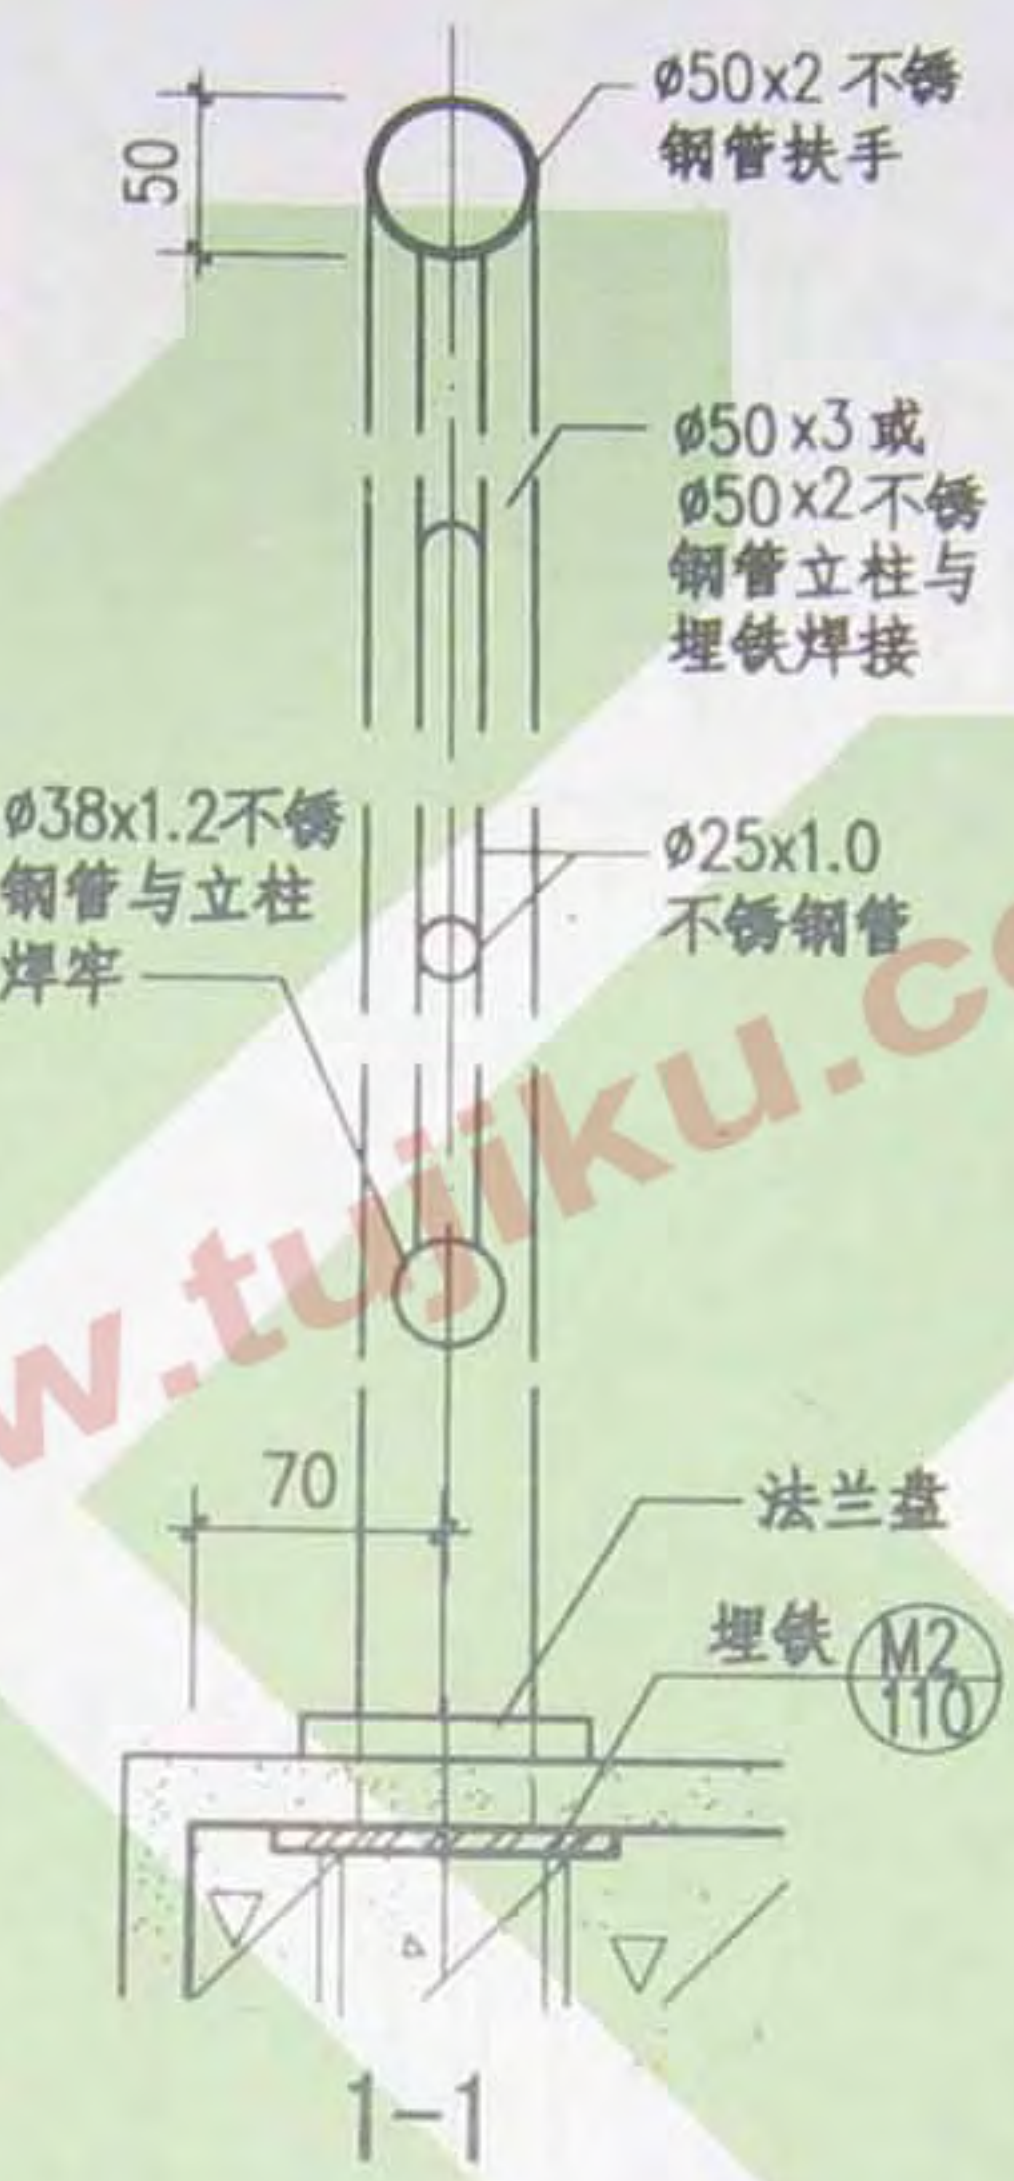 ø50x2 不锈
钢管扶手
50
ø50x3 或
ø50x2不锈
钢管立柱与
埋铁焊接
ø38x1.2不锈
钢管与立柱
焊牢
ø25x1.0
不锈钢管
w.tujiku.co
70
法兰盘
埋铁
M2
110
1-1